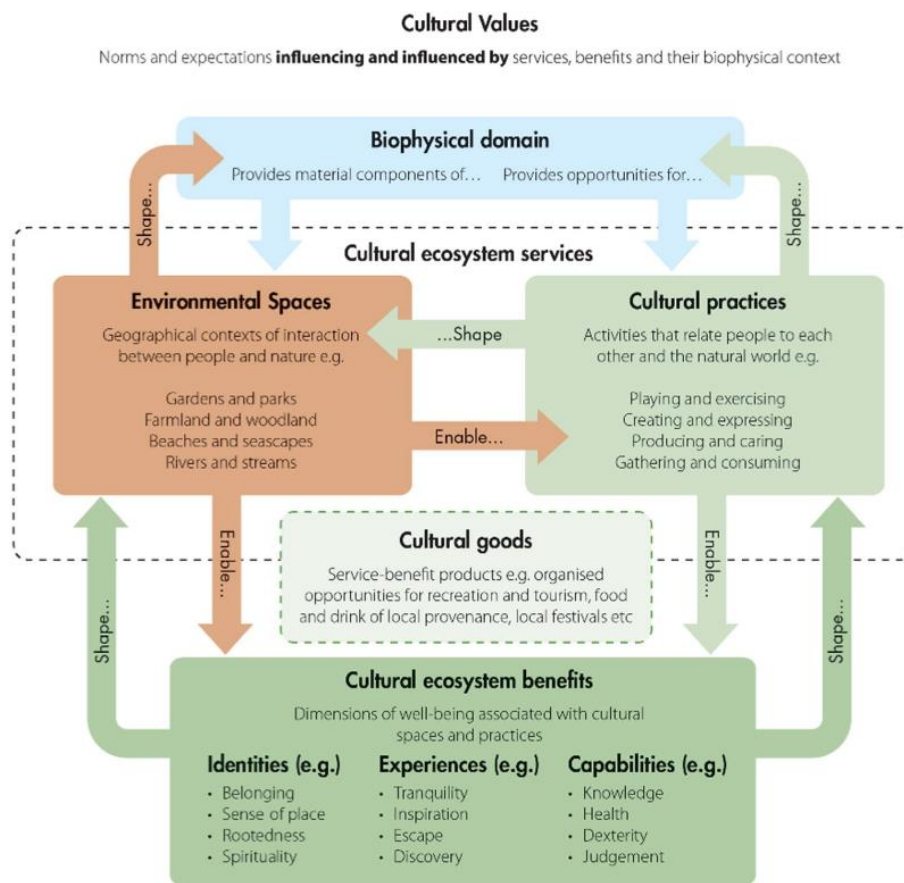 Cultural Values
Norms and expectations influencing and influenced by services, benefits and their biophysical context
Biophysical domain
Provides material components of... Provides opportunities for...
Shape...
Shape...
Cultural ecosystem services
Environmental Spaces
Geographical contexts of interaction
between people and nature e.g.
Gardens and parks
Farmland and woodland
Beaches and seascapes
Rivers and streams
...Shape
Enable...
Cultural practices
Activities that relate people to each
other and the natural world e.g.
Playing and exercising
Creating and expressing
Producing and caring
Gathering and consuming
Shape...
Enable...
Cultural goods
Service-benefit products e.g. organised
opportunities for recreation and tourism, food
and drink of local provenance, local festivals etc
Enable...
Shape...
Cultural ecosystem benefits
Dimensions of well-being associated with cultural
spaces and practices
Identities (e.g.)
• Belonging
• Sense of place
• Rootedness
• Spirituality
Experiences (e.g.)
• Tranquility
• Inspiration
• Escape
• Discovery
Capabilities (e.g.)
• Knowledge
• Health
• Dexterity
• Judgement